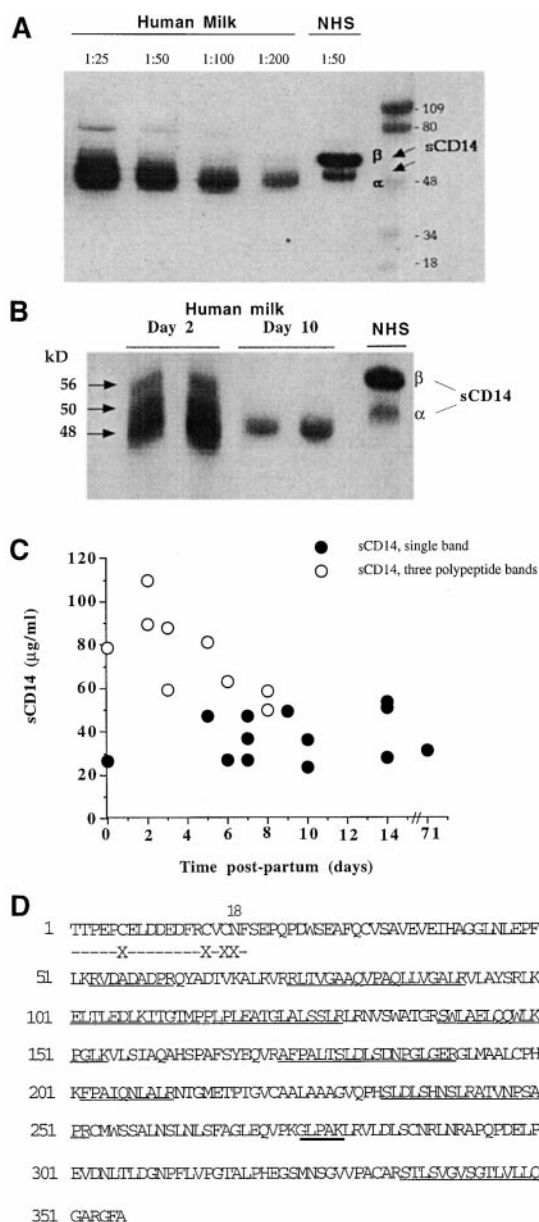 A
Human Milk NHS
1:25 1:50 1:100 1:200 1:50
- 109
- 80
β sCD14
α - 48
- 34
- 18
B
Human milk
Day 2 Day 10 NHS
kD
56 β
50 sCD14
48 α
C
● sCD14, single band
○ sCD14, three polypeptide bands
sCD14 (µg/ml)
120
100
80
60
40
20
0
0 2 4 6 8 10 12 14 71
Time post-partum (days)
D
18
1 TTPEPCELDDEDFRCVCNFSEPQPDWSEAFQCVSAVEVEIHAGGLNLEPF
-----X--------X-XX-
51 LKRVDADADPRQYADTVKALRVRRLTVGAAQVPAQLLVGALRVLAYSRLK
101 ELTLEDLKTTGTMPPLPLEATGLALSSLRLRNVSWATGRSWLAELQQWLK
151 PGLKVLSIAQAHSPAFSYEQVRAFPALTSLDLSDNPGLGERGLMAALCPH
201 KFPAIQNLALRNTGMETPTGVCAALAAAGVQPHSLDLSHNSLRATVNPSA
251 PRCMWSSALNSLNLSFAGLEQVPKGLPAKLRVLDLSCNRLNRAPQPDELP
301 EVDNLTLDGNPFLVPGTALPHEGSMNSGVVPACARSTLSVGVSGTLVLLQ
351 GARGFA